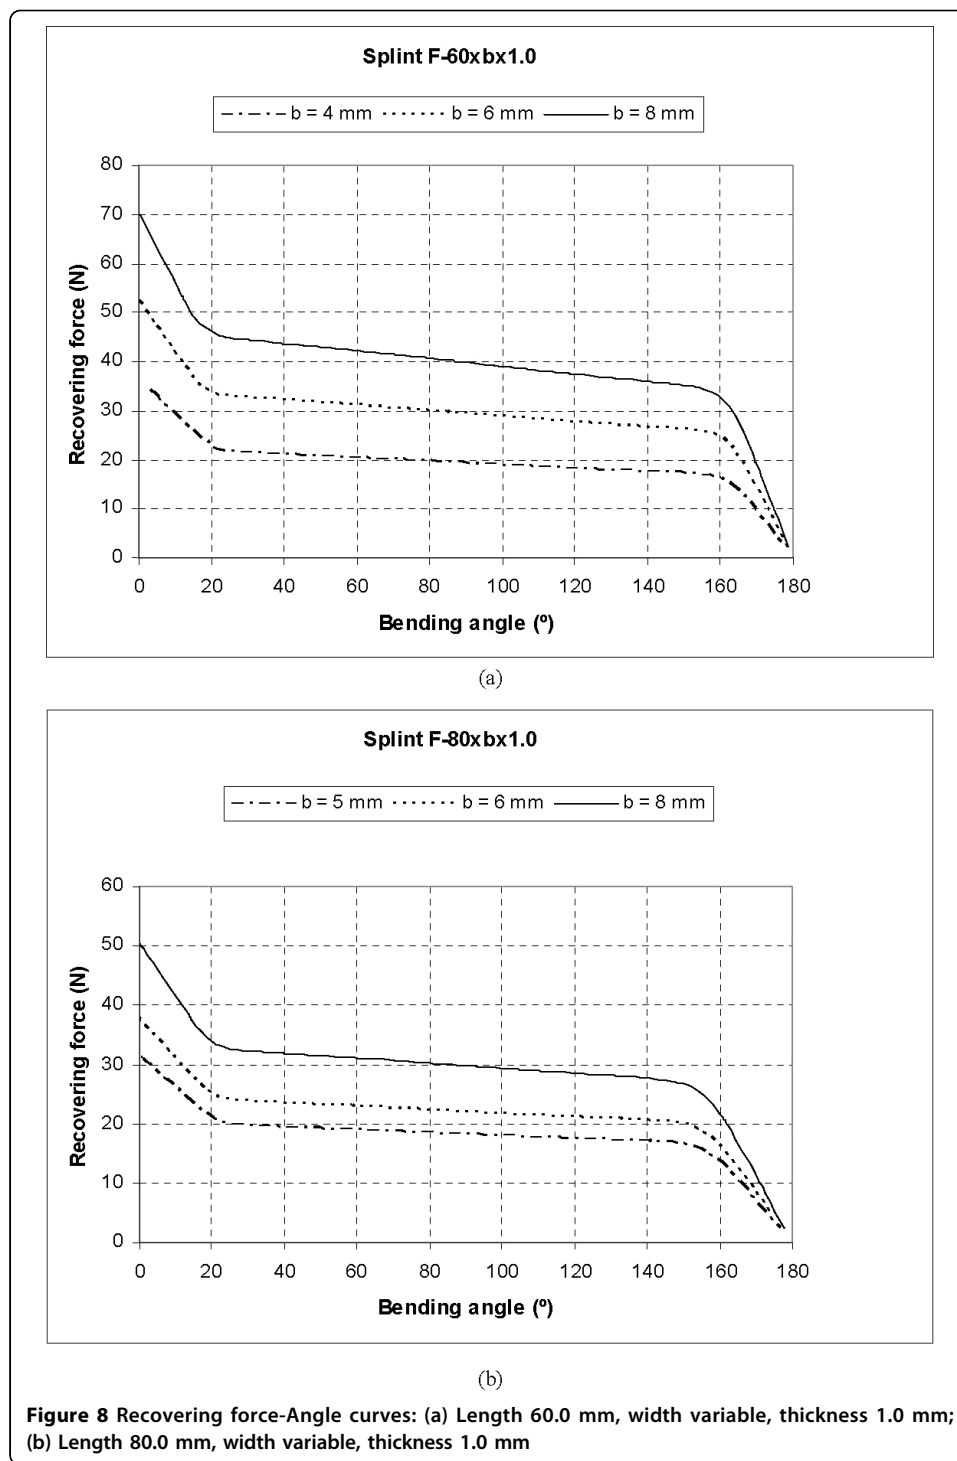 Splint F-60xbx1.0
b = 4 mm b = 6 mm b = 8 mm
80
70
60
50
40
30
20
10
0
Recovering force (N)
0 20 40 60 80 100 120 140 160 180
Bending angle (º)
(a)
Splint F-80xbx1.0
b = 5 mm b = 6 mm b = 8 mm
60
50
40
30
20
10
0
Recovering force (N)
0 20 40 60 80 100 120 140 160 180
Bending angle (º)
(b)
Figure 8 Recovering force-Angle curves: (a) Length 60.0 mm, width variable, thickness 1.0 mm;
(b) Length 80.0 mm, width variable, thickness 1.0 mm